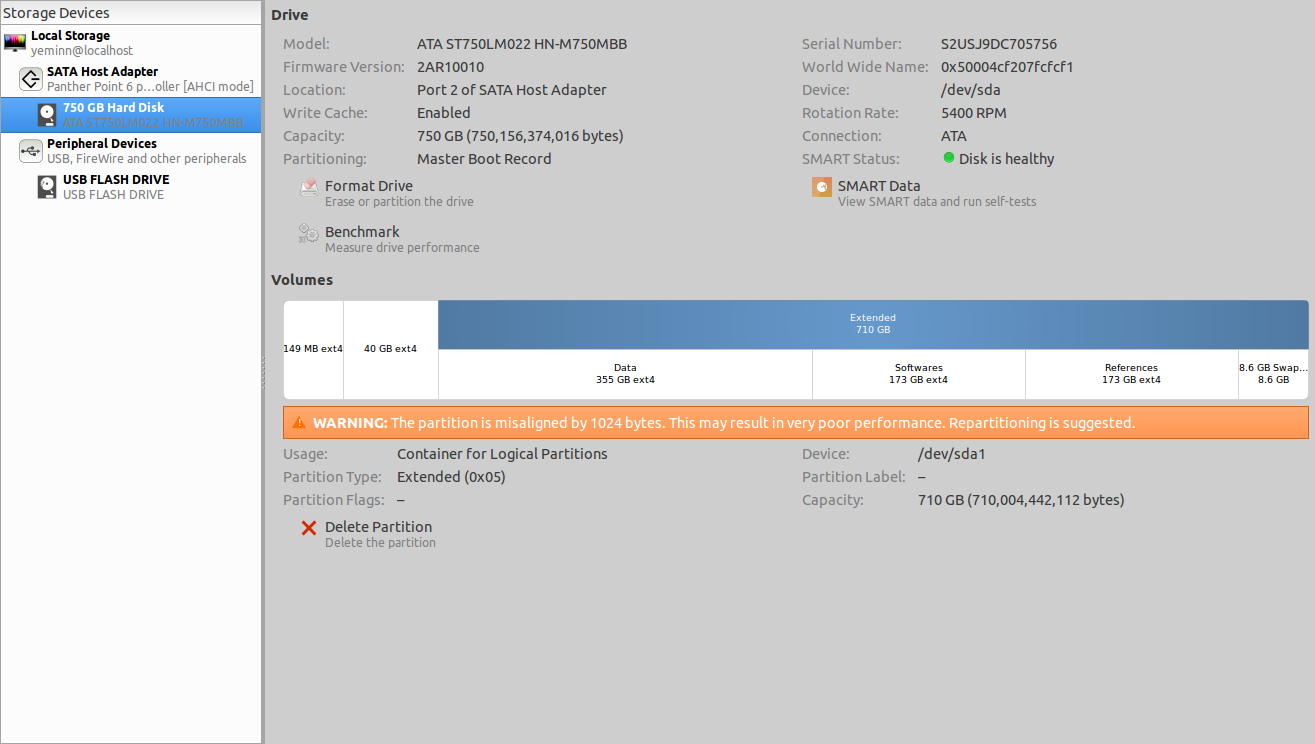 Storage Devices
Local Storage
yeminn@localhost
SATA Host Adapter
Panther Point 6 p...oller [AHCI mode]
750 GB Hard Disk
ATA ST750LM022 HN-M750MBB
Peripheral Devices
USB, FireWire and other peripherals
USB FLASH DRIVE
USB FLASH DRIVE
Drive
Model: ATA ST750LM022 HN-M750MBB
Serial Number: S2USJ9DC705756
Firmware Version: 2AR10010
World Wide Name: 0x50004cf207fcfcf1
Location: Port 2 of SATA Host Adapter
Device: /dev/sda
Write Cache: Enabled
Rotation Rate: 5400 RPM
Capacity: 750 GB (750,156,374,016 bytes)
Connection: ATA
Partitioning: Master Boot Record
SMART Status: Disk is healthy
Format Drive
Erase or partition the drive
SMART Data
View SMART data and run self-tests
Benchmark
Measure drive performance
Volumes
149 MB ext4
40 GB ext4
Extended
710 GB
Data
355 GB ext4
Softwares
173 GB ext4
References
173 GB ext4
8.6 GB Swap...
8.6 GB
WARNING: The partition is misaligned by 1024 bytes. This may result in very poor performance. Repartitioning is suggested.
Usage: Container for Logical Partitions
Device: /dev/sda1
Partition Type: Extended (0x05)
Partition Label: –
Partition Flags: –
Capacity: 710 GB (710,004,442,112 bytes)
Delete Partition
Delete the partition